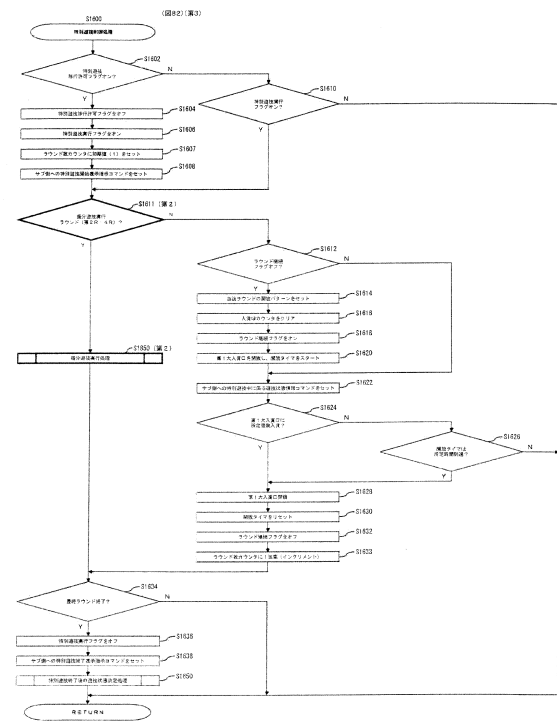 (図82)(第3)
S1600
特別遊技制御処理
S1602
特別遊技
移行許可フラグオン?
N
Y
S1610
特別遊技実行
フラグオン?
N
Y
S1604
特別遊技移行許可フラグをオフ
S1606
特別遊技実行フラグをオン
S1607
ラウンド数カウンタに初期値(1)をセット
S1608
サブ側への特別遊技開始表示指示コマンドをセット
S1611(第2)
振分遊技実行
N
Y
S1612
ラウンド継続
フラグオフ?
N
Y
S1614
当該ラウンドの開放パターンをセット
S1616
入賞球カウンタをクリア
S1618
ラウンド継続フラグをオン
S1620
第1大入賞口を開放し、開放タイマをスタート
S1850(第2)
振分遊技実行処理
S1622
サブ側への特別遊技中に係る遊技状態情報コマンドをセット
S1624
第1大入賞口に
所定個数入賞?
N
Y
S1626
開放タイマは
所定時間到達?
N
Y
第1大入賞口閉鎖
S1630
開放タイマをリセット
S1632
ラウンド継続フラグをオフ
S1633
ラウンド数カウンタに1加算(インクリメント)
S1634
最終ラウンド終了?
N
Y
S1636
特別遊技実行フラグをオフ
S1638
サブ側への特別遊技終了表示指示コマンドをセット
S1650
特別遊技終了後の遊技状態決定処理
RETURN